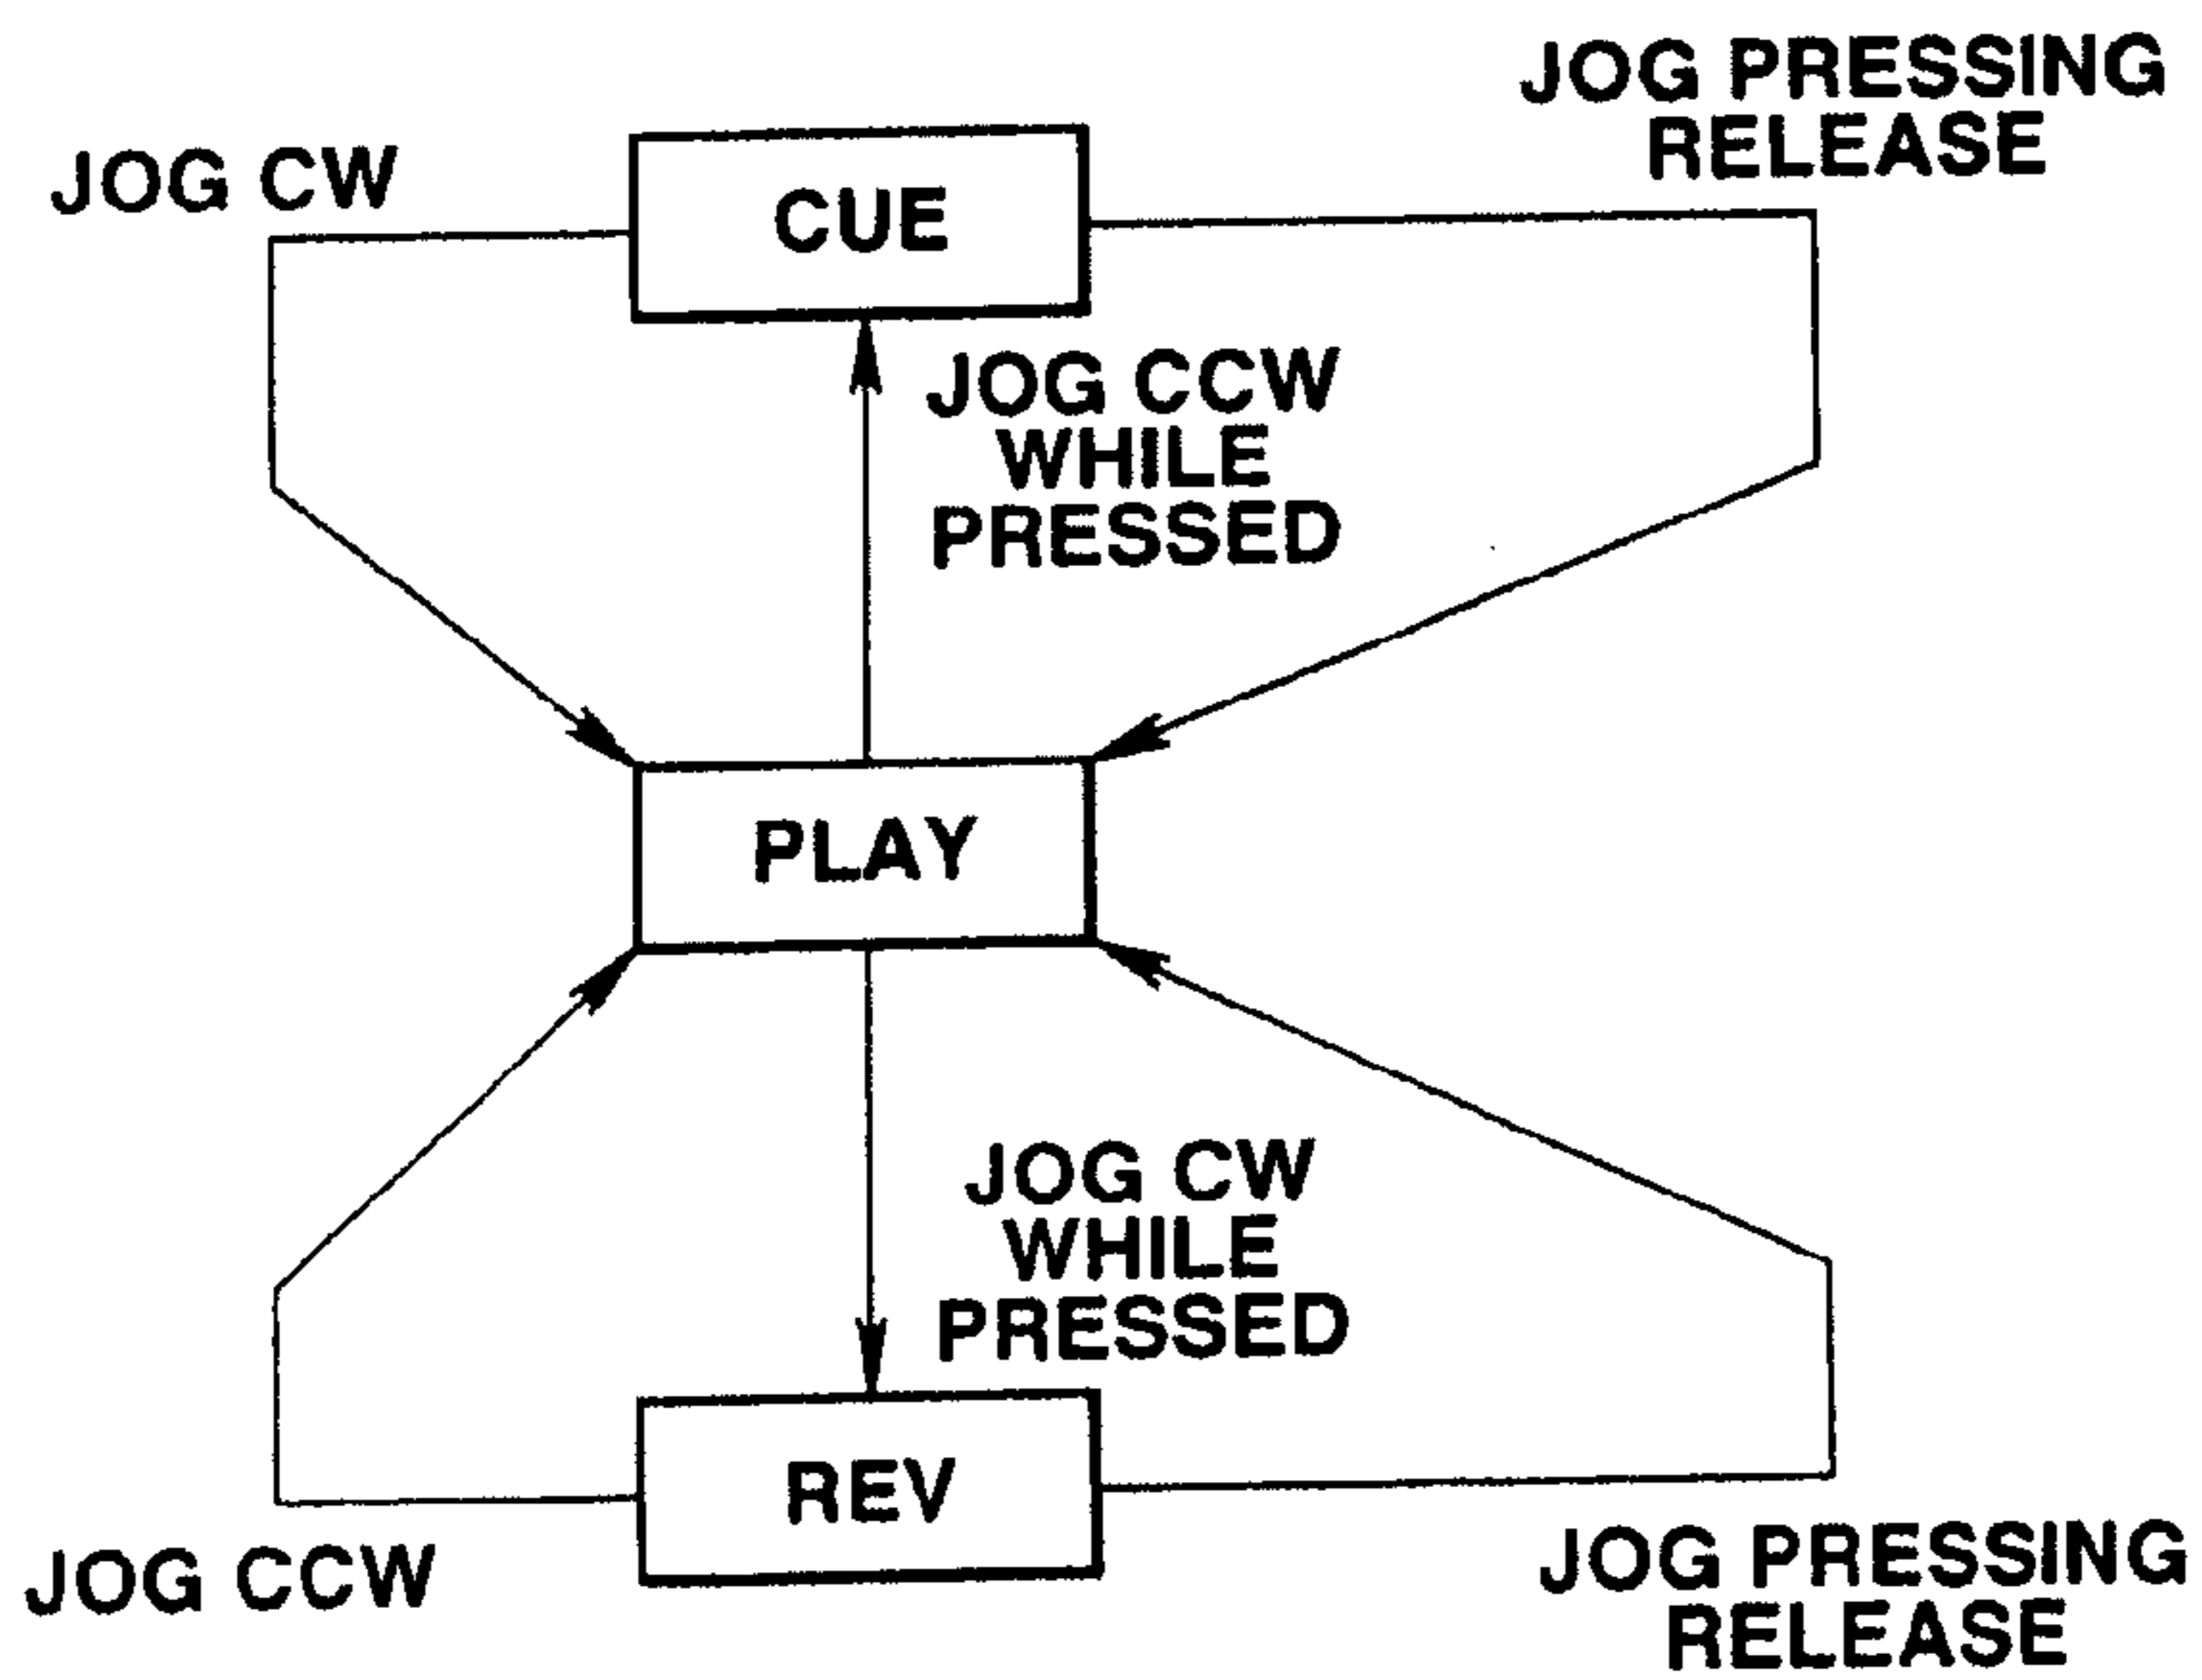 JOG PRESSING
RELEASE
JOG CW
CUE
JOG CCW
WHILE
PRESSED
PLAY
JOG CW
WHILE
PRESSED
REV
JOG CCW
JOG PRESSING
RELEASE